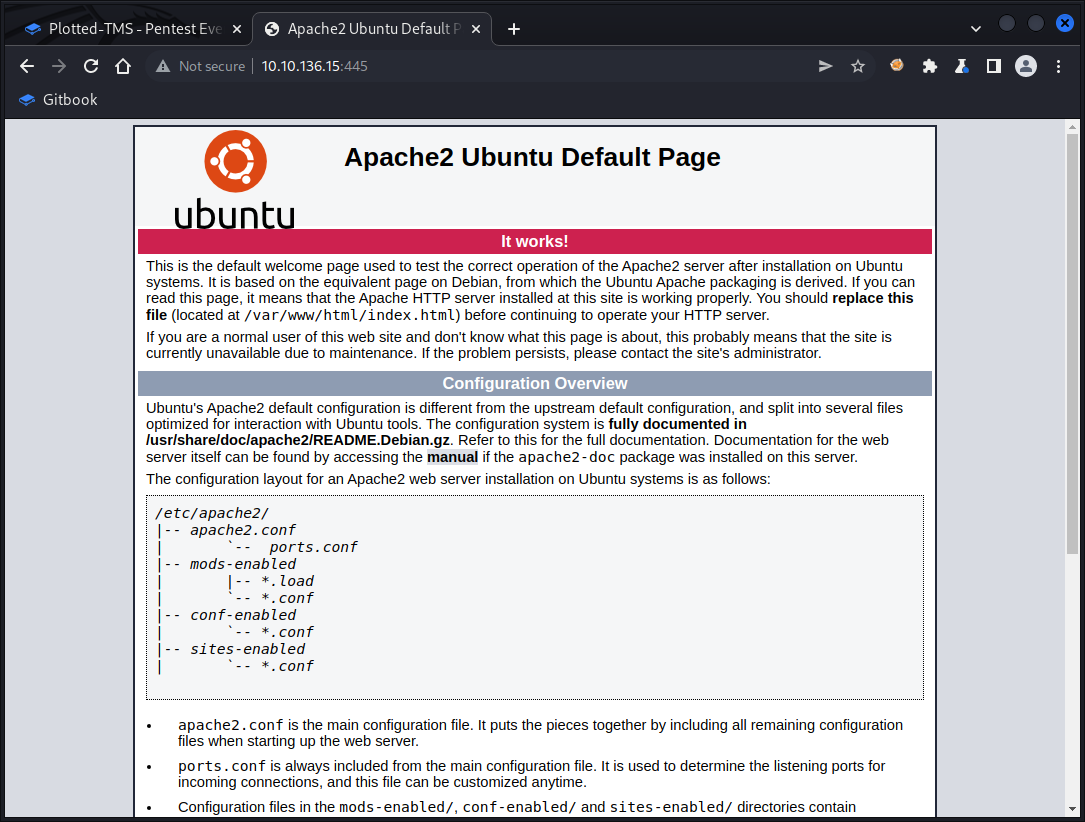 Plotted-TMS - Pentest Eve
Apache2 Ubuntu Default P
Not secure
10.10.136.15:445
Gitbook
ubuntu
Apache2 Ubuntu Default Page
It works!
This is the default welcome page used to test the correct operation of the Apache2 server after installation on Ubuntu
systems. It is based on the equivalent page on Debian, from which the Ubuntu Apache packaging is derived. If you can
read this page, it means that the Apache HTTP server installed at this site is working properly. You should replace this
file (located at /var/www/html/index.html) before continuing to operate your HTTP server.
If you are a normal user of this web site and don't know what this page is about, this probably means that the site is
currently unavailable due to maintenance. If the problem persists, please contact the site's administrator.
Configuration Overview
Ubuntu's Apache2 default configuration is different from the upstream default configuration, and split into several files
optimized for interaction with Ubuntu tools. The configuration system is fully documented in
/usr/share/doc/apache2/README.Debian.gz. Refer to this for the full documentation. Documentation for the web
server itself can be found by accessing the manual if the apache2-doc package was installed on this server.
The configuration layout for an Apache2 web server installation on Ubuntu systems is as follows:
/etc/apache2/
|-- apache2.conf
|       `--  ports.conf
|-- mods-enabled
|       |-- *.load
|       `-- *.conf
|-- conf-enabled
|       `-- *.conf
|-- sites-enabled
|       `-- *.conf
• apache2.conf is the main configuration file. It puts the pieces together by including all remaining configuration
files when starting up the web server.
• ports.conf is always included from the main configuration file. It is used to determine the listening ports for
incoming connections, and this file can be customized anytime.
• Configuration files in the mods-enabled/, conf-enabled/ and sites-enabled/ directories contain